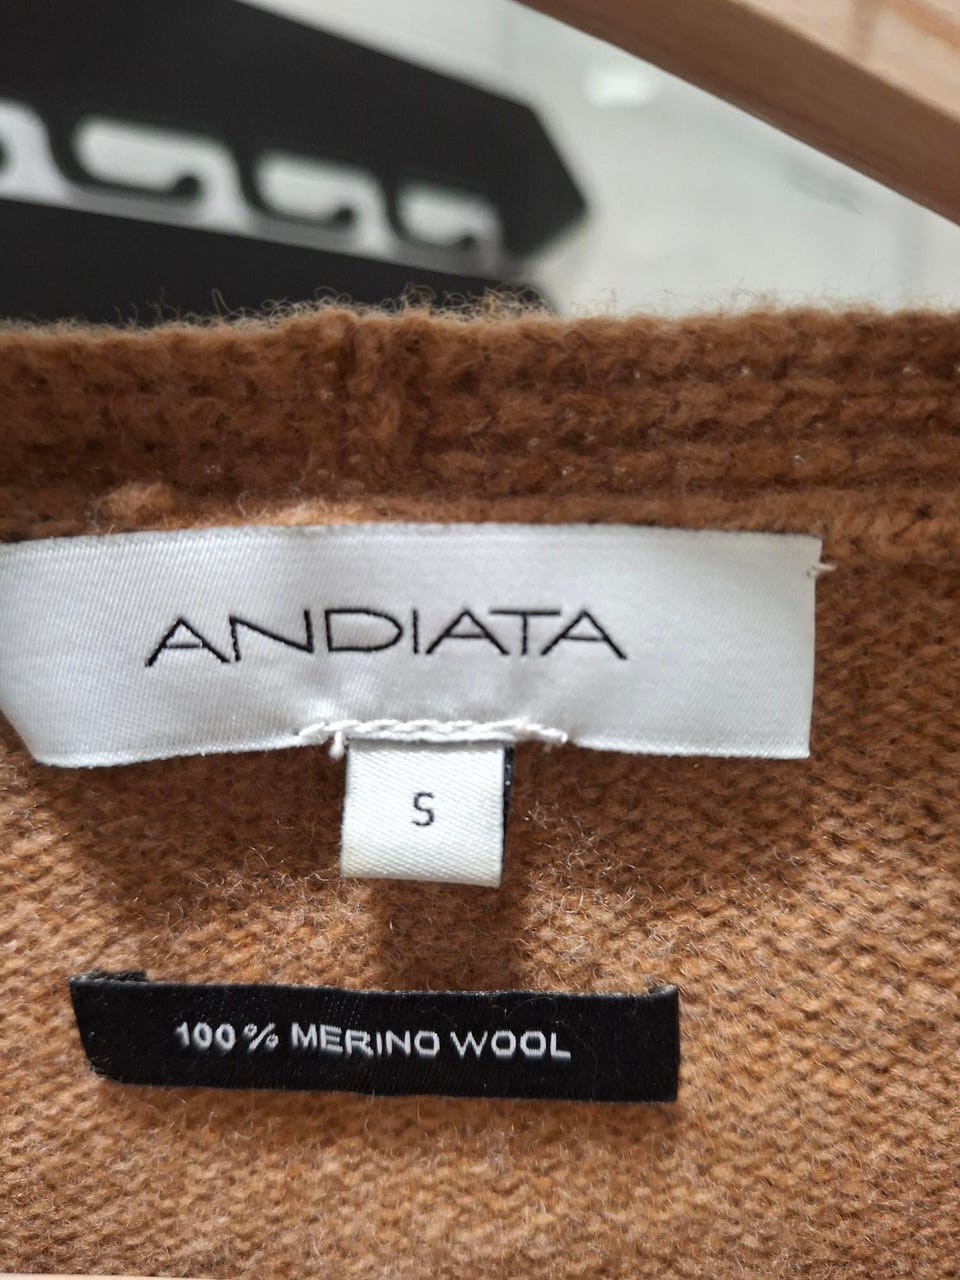 ANDIATA
S
100% MERINO WOOL